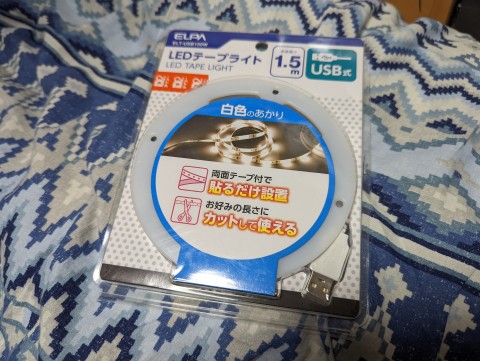 ELPA
LEDテープライト
LED TAPE LIGHT
1.5
m
USB式
白色のあかり
両面テープ付で
貼るだけ設置
お好みの長さに
カットして使える